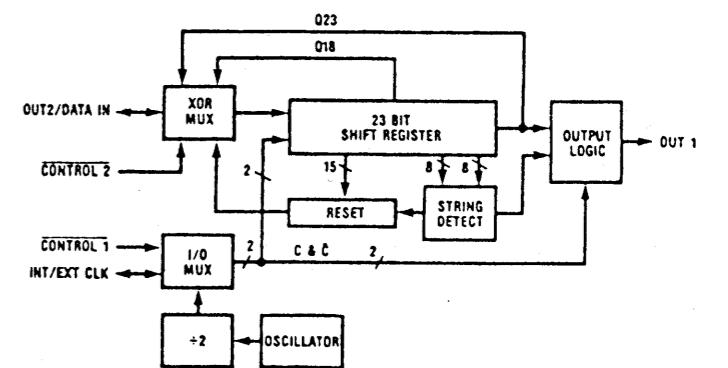 Q23
Q18
OUT2/DATA IN
XOR
MUX
23 BIT
SHIFT REGISTER
OUTPUT
LOGIC
OUT 1
CONTROL 2
2
15
8
8
RESET
STRING
DETECT
CONTROL 1
INT/EXT CLK
I/O
MUX
2
C & C̄
2
÷2
OSCILLATOR